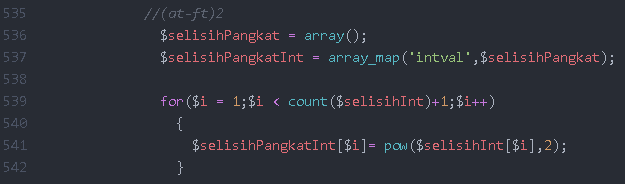 535 //(at-ft)2
536 $selisihPangkat = array();
537 $selisihPangkatInt = array_map('intval',$selisihPangkat);
538
539 for($i = 1;$i < count($selisihInt)+1;$i++)
540 {
541 $selisihPangkatInt[$i]= pow($selisihInt[$i],2);
542 }